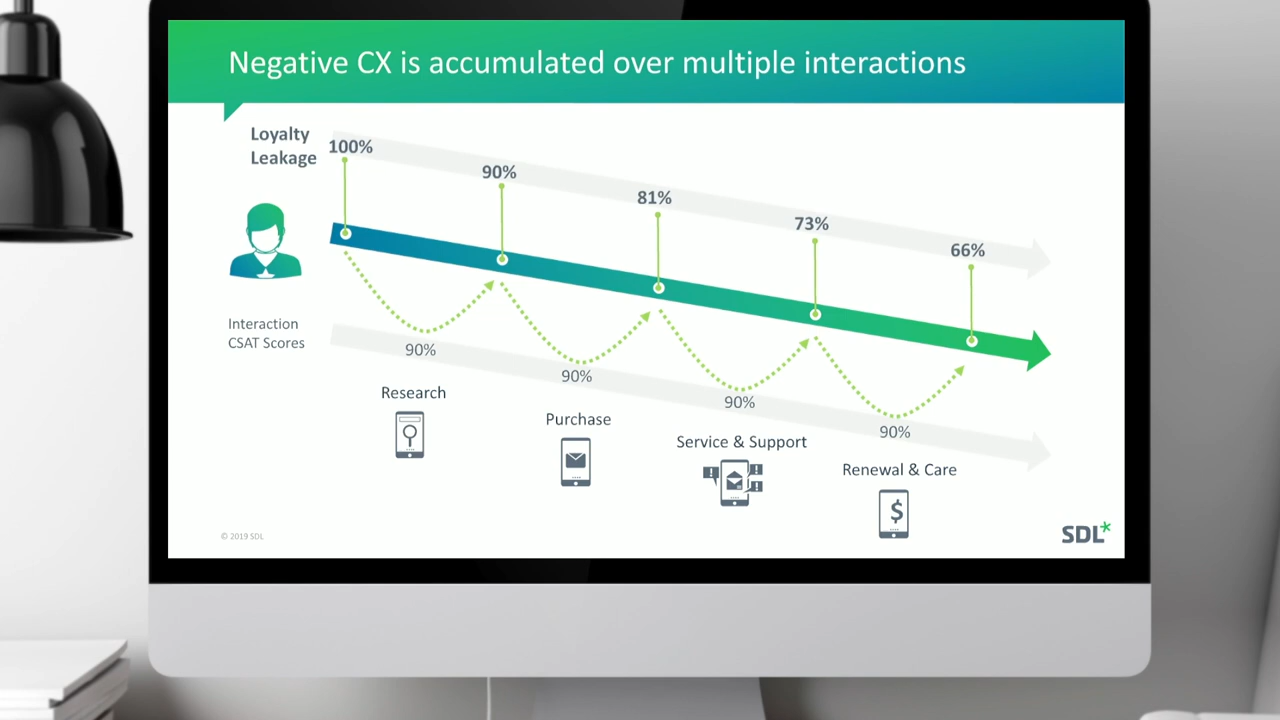 Negative CX is accumulated over multiple interactions
Loyalty
Leakage
100%
90%
81%
73%
66%
Interaction
CSAT Scores
90%
90%
90%
90%
Research
Purchase
Service & Support
Renewal & Care
$
© 2019 SDL
SDL*